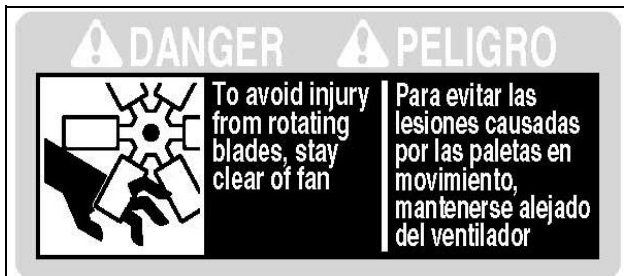 DANGER PELIGRO
To avoid injury
from rotating
blades, stay
clear of fan
Para evitar las
lesiones causadas
por las paletas en
movimiento,
mantenerse alejado
del ventilador